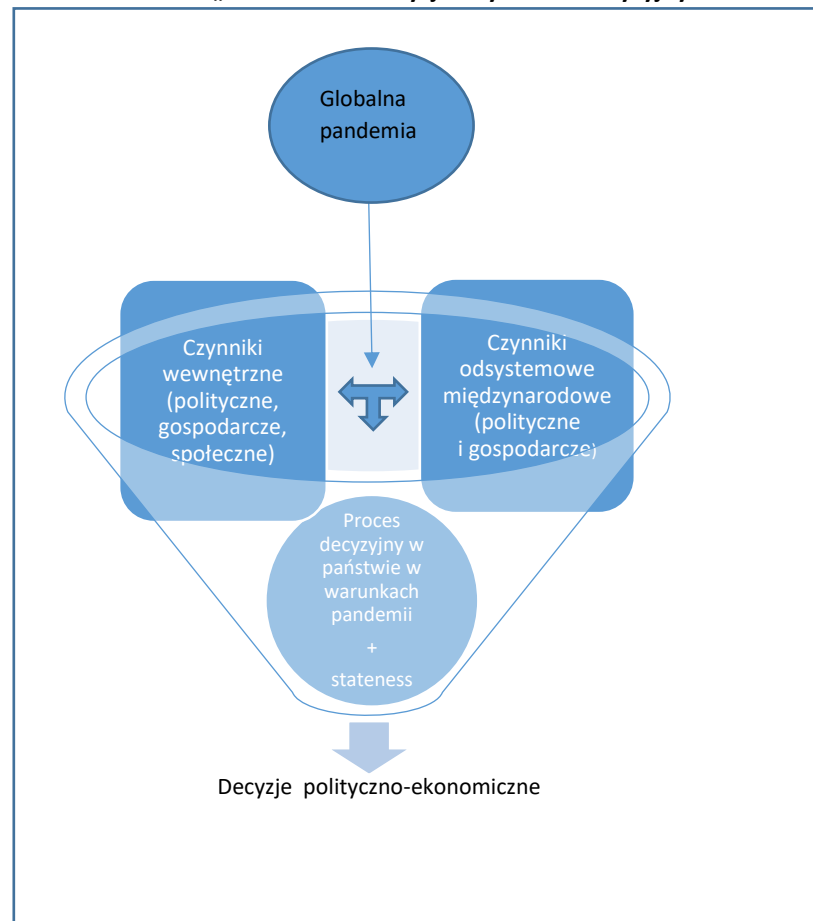 Globalna
pandemia
Czynniki
wewnętrzne
(polityczne,
gospodarcze,
społeczne)
Czynniki
odsystemowe
międzynarodowe
(polityczne
i gospodarcze)
Proces
decyzyjny w
państwie w
warunkach
pandemii
+
stateness
Decyzje polityczno-ekonomiczne